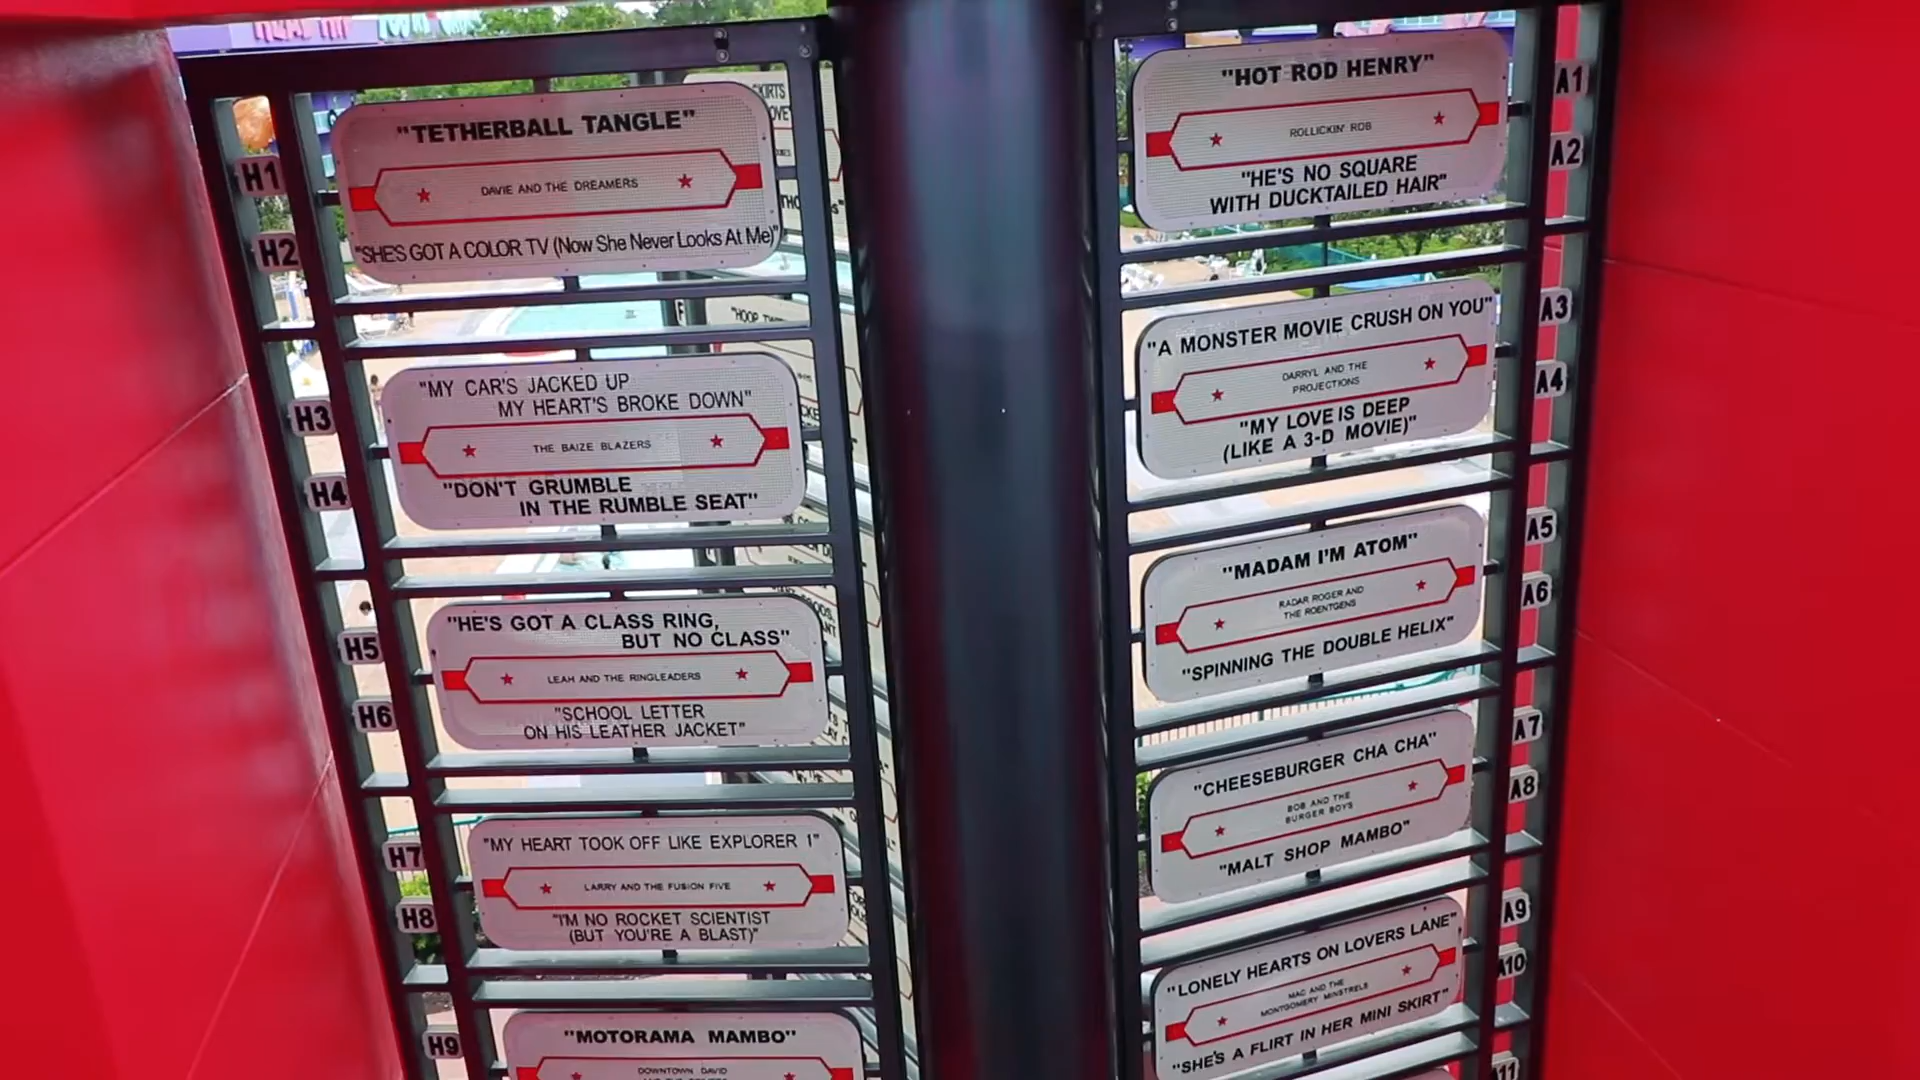 H1
H2
"TETHERBALL TANGLE"
DAVIE AND THE DREAMERS
"SHE'S GOT A COLOR TV (Now She Never Looks At Me)"
H3
H4
"MY CAR'S JACKED UP
MY HEART'S BROKE DOWN"
THE BAIZE BLAZERS
"DON'T GRUMBLE
IN THE RUMBLE SEAT"
H5
H6
"HE'S GOT A CLASS RING,
BUT NO CLASS"
LEAH AND THE RINGLEADERS
"SCHOOL LETTER
ON HIS LEATHER JACKET"
H7
H8
"MY HEART TOOK OFF LIKE EXPLORER 1"
LARRY AND THE FUSION FIVE
"I'M NO ROCKET SCIENTIST
(BUT YOU'RE A BLAST)"
H9
"MOTORAMA MAMBO"
DOWNTOWN DAVID
"HOT ROD HENRY"
ROLLICKIN' ROB
"HE'S NO SQUARE
WITH DUCKTAILED HAIR"
A1
A2
"A MONSTER MOVIE CRUSH ON YOU"
DARRYL AND THE
PROJECTIONS
"MY LOVE IS DEEP
(LIKE A 3-D MOVIE)"
A3
A4
"MADAM I'M ATOM"
RADAR ROGER AND
THE ROENTGENS
"SPINNING THE DOUBLE HELIX"
A5
A6
"CHEESEBURGER CHA CHA"
BOB AND THE
BURGER BOYS
"MALT SHOP MAMBO"
A7
A8
"LONELY HEARTS ON LOVERS LANE"
MAC AND THE
MONTGOMERY MINSTRELS
"SHE'S A FLIRT IN HER MINI SKIRT"
A9
A10
A11